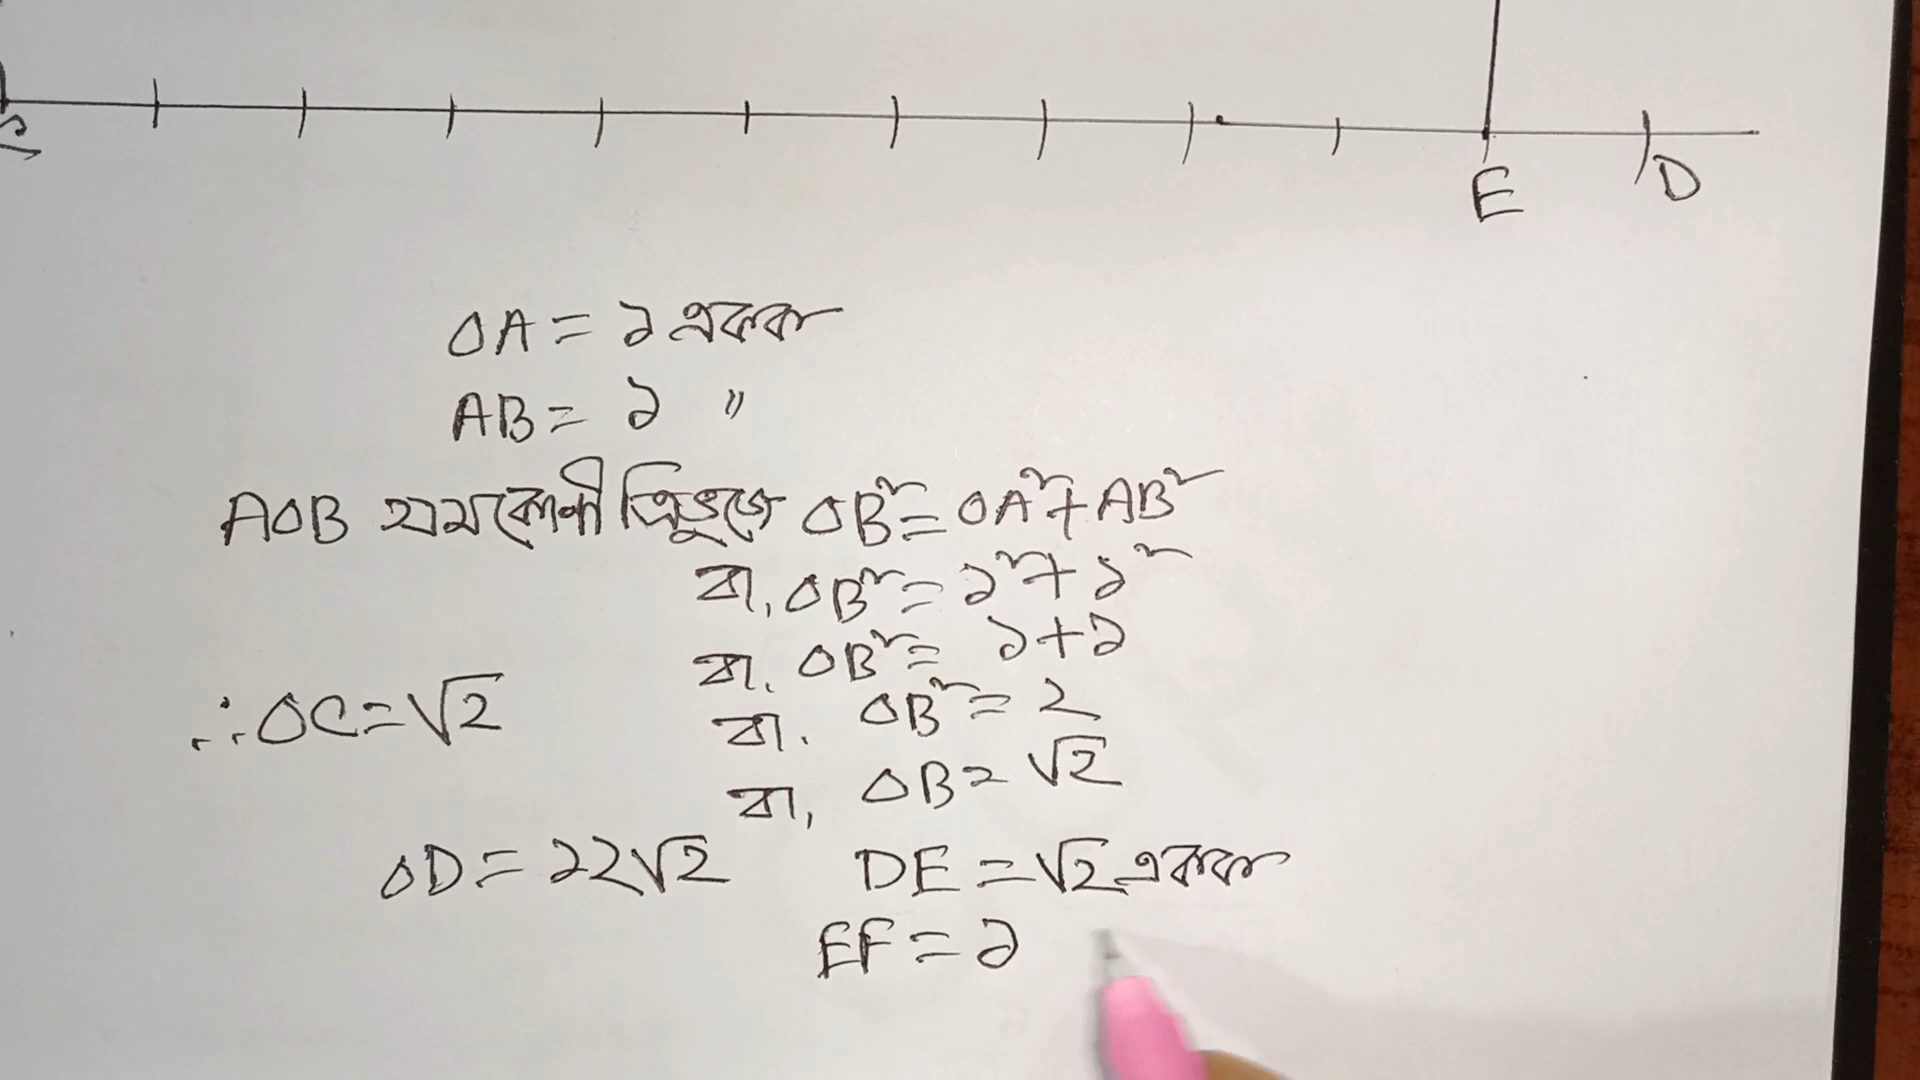 E D
OA = ১ একক
AB = ১ "
AOB সমকোণী ত্রিভুজে OB² = OA² + AB²
বা, OB² = ১² + ১²
বা, OB² = ১+১
বা, OB² = 2
∴ OC = √2
বা, OB = √2
OD = ১2√2 DE = √2 একক
EF = ১